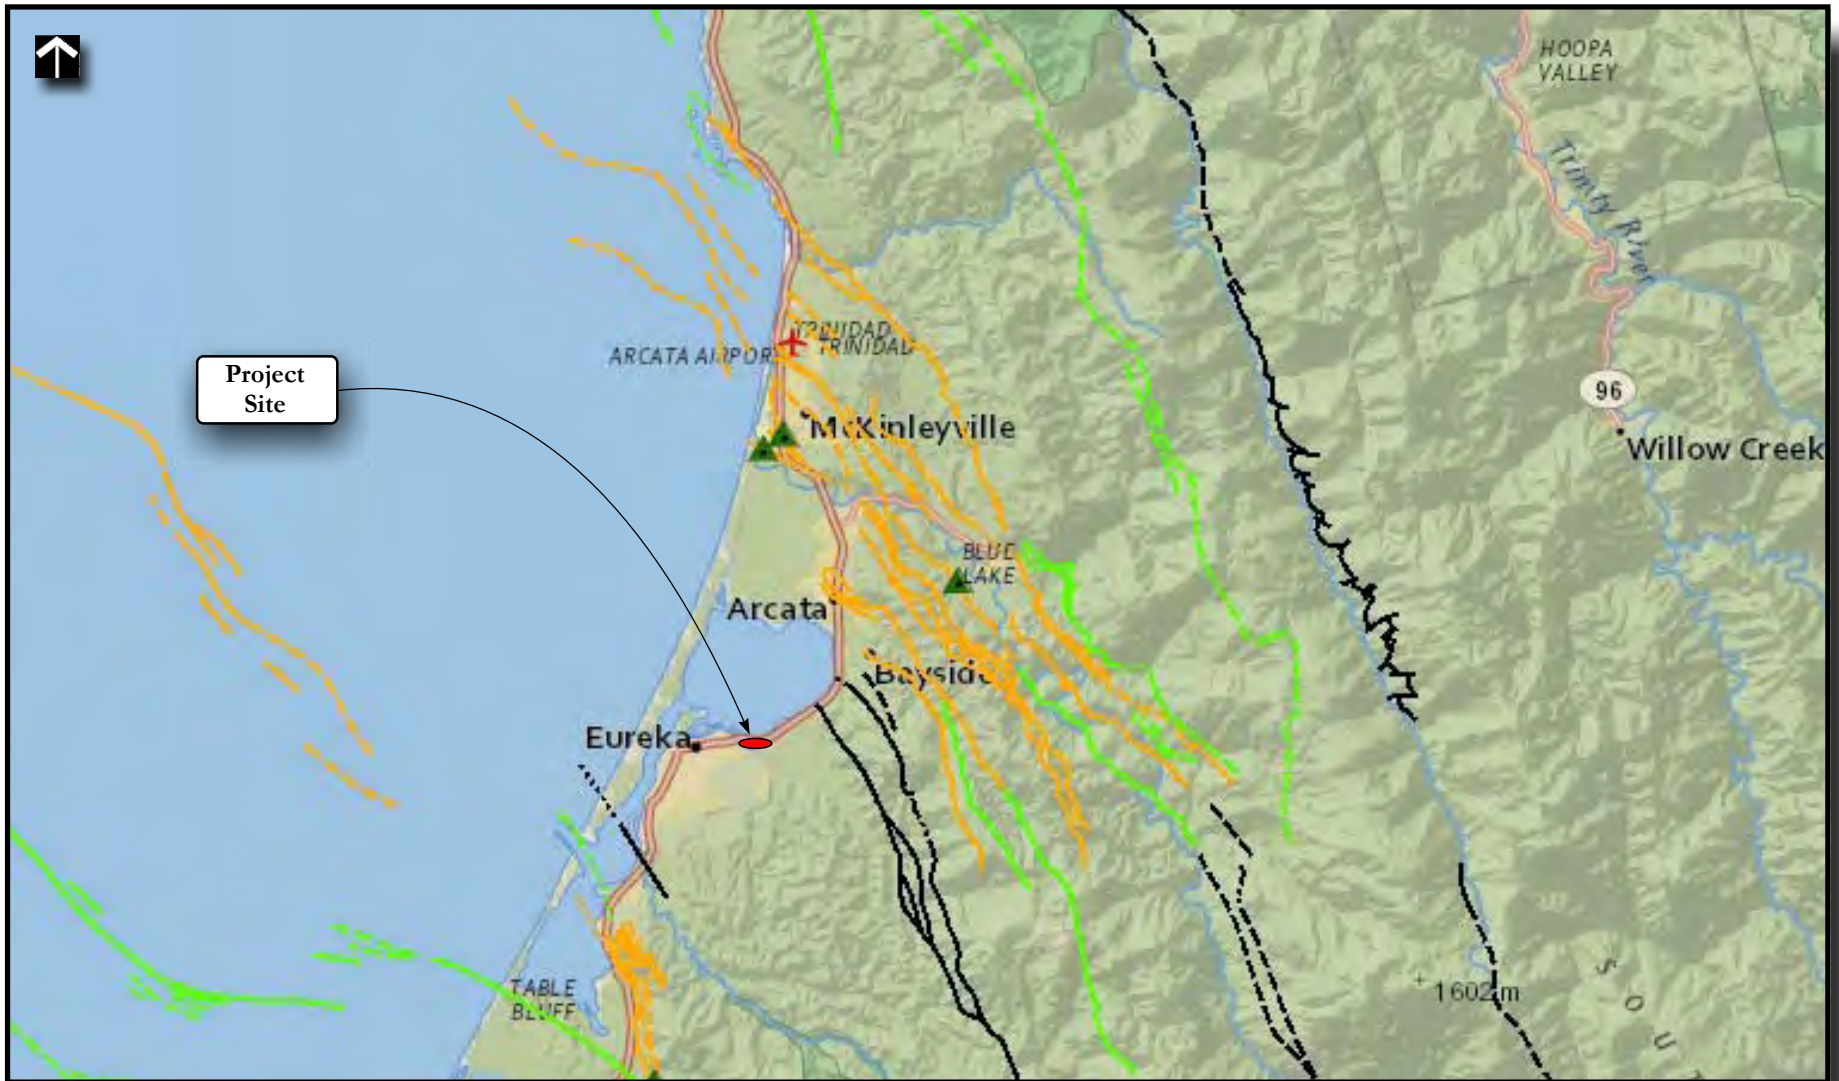 HOOPA
VALLEY
Trinity River
TRINIDAD
TRINIDAD
ARCATA AIRPORT
Project
Site
96
McKinleyville
Willow Creek
BLUE
LAKE
Arcata
Bayside
Eureka
TABLE
BLUFF
1602 m
S O U T